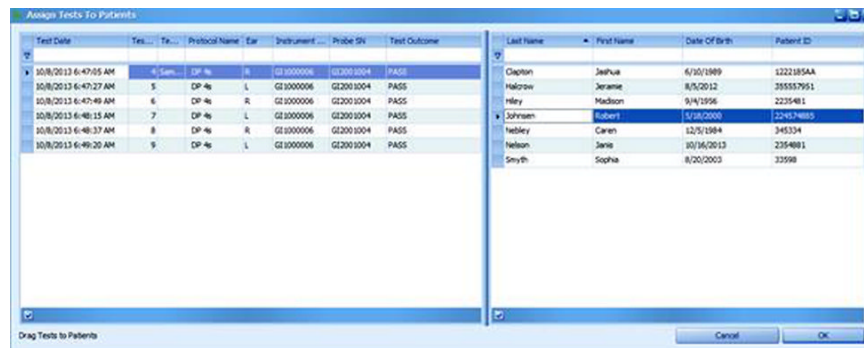 Assign Tests To Patients
Test Date Tes... Te... Protocol Name Ear Instrument ... Probe SN Test Outcome
10/8/2013 6:47:05 AM 4 Sam... DP 4s R GI1000006 GI2001004 PASS
10/8/2013 6:47:27 AM 5 DP 4s L GI1000006 GI2001004 PASS
10/8/2013 6:47:49 AM 6 DP 4s R GI1000006 GI2001004 PASS
10/8/2013 6:48:15 AM 7 DP 4s L GI1000006 GI2001004 PASS
10/8/2013 6:48:37 AM 8 DP 4s R GI1000006 GI2001004 PASS
10/8/2013 6:49:20 AM 9 DP 4s L GI1000006 GI2001004 PASS
Last Name First Name Date Of Birth Patient ID
Clapton Jashua 6/10/1989 1222185AA
Halcrow Jeramie 8/5/2012 355557951
Hiley Madison 9/4/1956 2235481
Johnsen Robert 5/18/2000 224574885
Nebley Caren 12/5/1984 345334
Nelson Janis 10/16/2013 2354881
Smyth Sophia 8/20/2003 33598
Drag Tests to Patients
Cancel OK